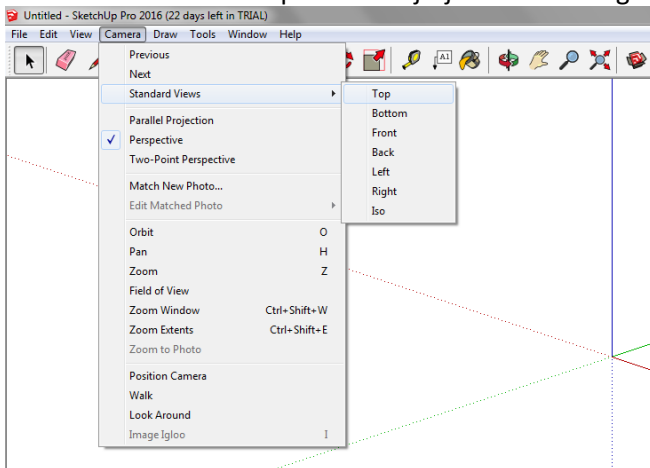 Untitled - SketchUp Pro 2016 (22 days left in TRIAL)
File Edit View Camera Draw Tools Window Help
A1
Previous
Next
Standard Views
Top
Bottom
Front
Back
Left
Right
Iso
Parallel Projection
Perspective
Two-Point Perspective
Match New Photo...
Edit Matched Photo
Orbit O
Pan H
Zoom Z
Field of View
Zoom Window Ctrl+Shift+W
Zoom Extents Ctrl+Shift+E
Zoom to Photo
Position Camera
Walk
Look Around
Image Igloo I